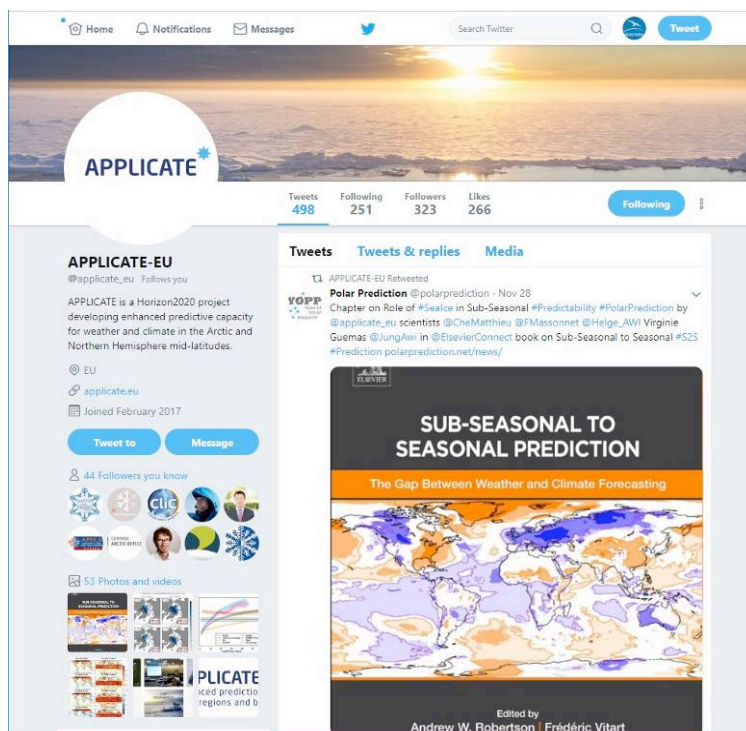 Home Notifications Messages Search Twitter Tweet
APPLICATE
Tweets Following Followers Likes
498 251 323 266 Following
APPLICATE-EU
@applicate_eu Follows you
APPLICATE is a Horizon2020 project
developing enhanced predictive capacity
for weather and climate in the Arctic and
Northern Hemisphere mid-latitudes.
EU
applicate.eu
Joined February 2017
Tweet to Message
44 Followers you know
CliC
53 Photos and videos
SUB-SEASONAL TO
SEASONAL PREDICTION
PLICATE
Tweets Tweets & replies Media
APPLICATE-EU Retweeted
YOPP
Polar Prediction @polarprediction - Nov 28
Chapter on Role of #SeaIce in Sub-Seasonal #Predictability #PolarPrediction by
@applicate_eu scientists @CheMatthieu @FMassonnet @Helge_AWI Virginie
Guemas @JungAwi in @ElsevierConnect book on Sub-Seasonal to Seasonal #S2S
#Prediction polarprediction.net/news/
ELSEVIER
SUB-SEASONAL TO
SEASONAL PREDICTION
The Gap Between Weather and Climate Forecasting
Edited by
Andrew W. Robertson | Frédéric Vitart